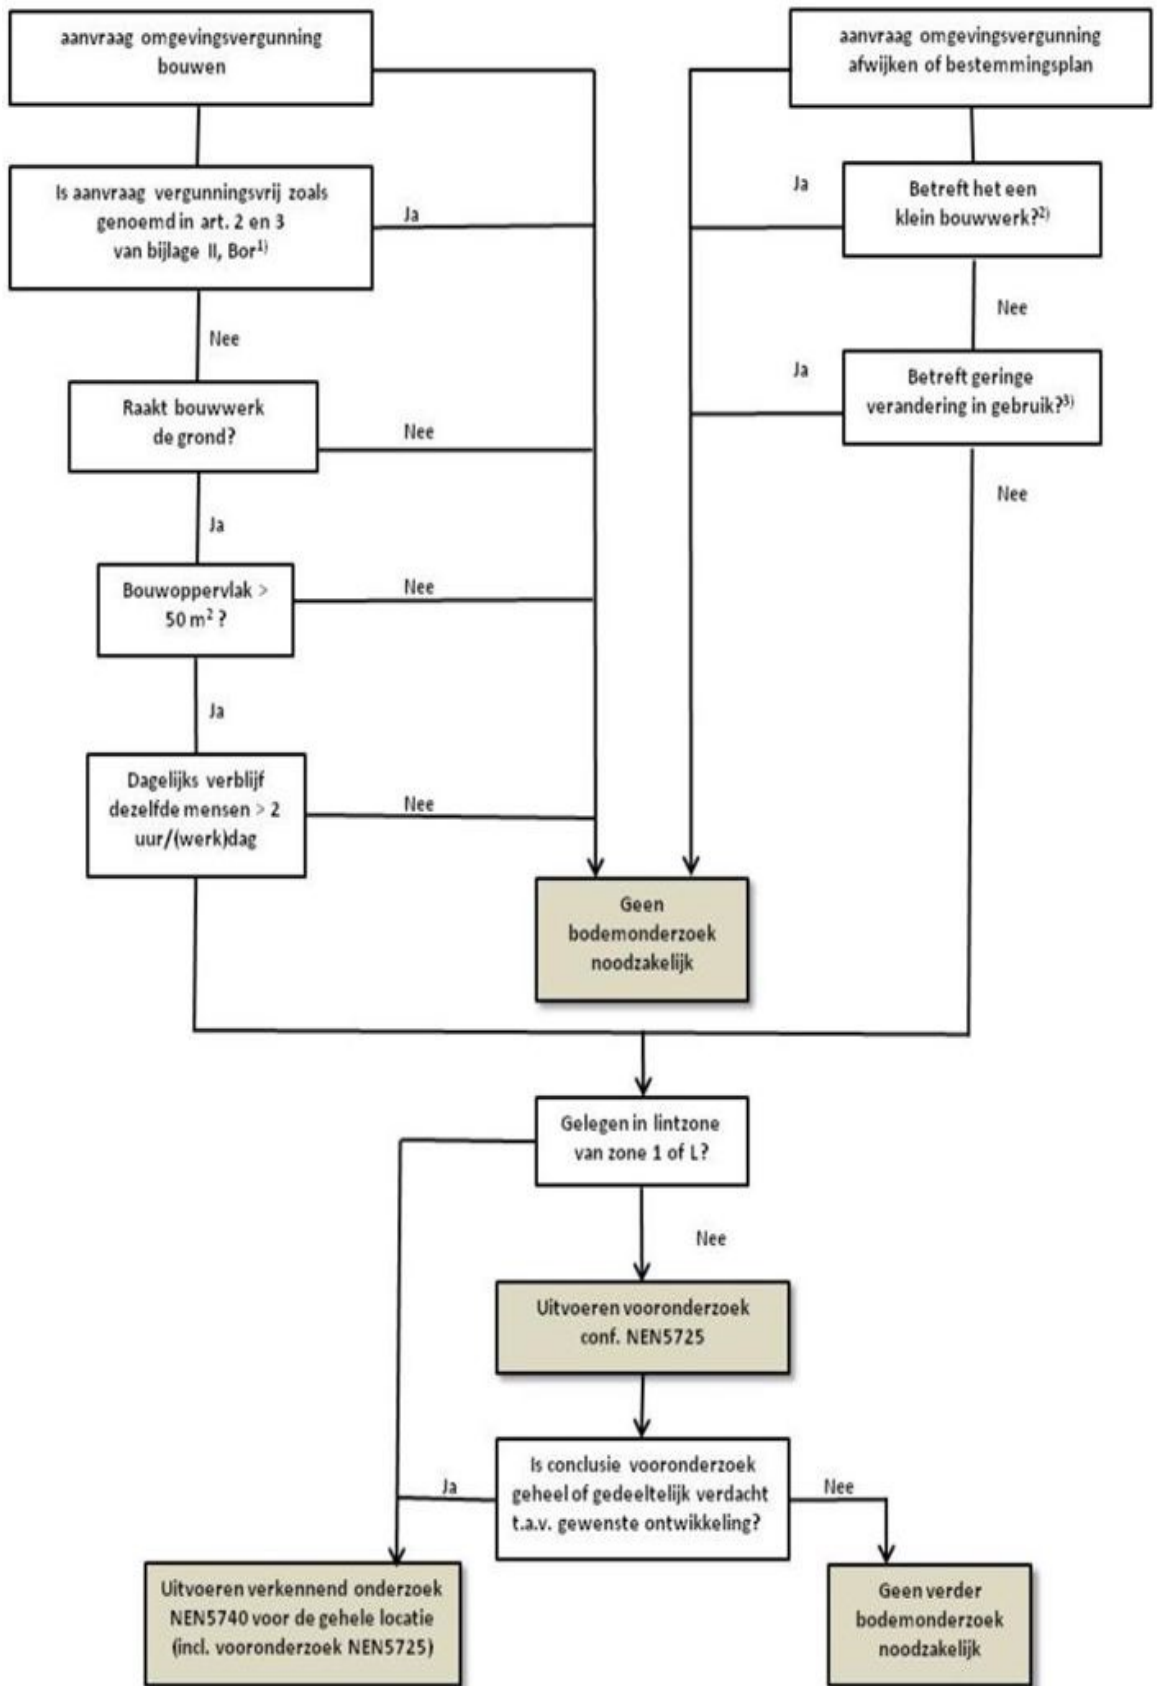 aanvraag omgevingsvergunning
bouwen
aanvraag omgevingsvergunning
afwijken of bestemmingsplan
Is aanvraag vergunningsvrij zoals
genoemd in art. 2 en 3
van bijlage II, Bor¹⁾
Ja
Ja
Betreft het een
klein bouwwerk?²⁾
Nee
Nee
Raakt bouwwerk
de grond?
Nee
Ja
Betreft geringe
verandering in gebruik?³⁾
Ja
Nee
Bouwoppervlak >
50 m² ?
Nee
Ja
Dagelijks verblijf
dezelfde mensen > 2
uur/(werk)dag
Nee
Geen
bodemonderzoek
noodzakelijk
Gelegen in lintzone
van zone 1 of L?
Nee
Uitvoeren vooronderzoek
conf. NEN5725
Is conclusie vooronderzoek
geheel of gedeeltelijk verdacht
t.a.v. gewenste ontwikkeling?
Ja
Nee
Uitvoeren verkennend onderzoek
NEN5740 voor de gehele locatie
(incl. vooronderzoek NEN5725)
Geen verder
bodemonderzoek
noodzakelijk